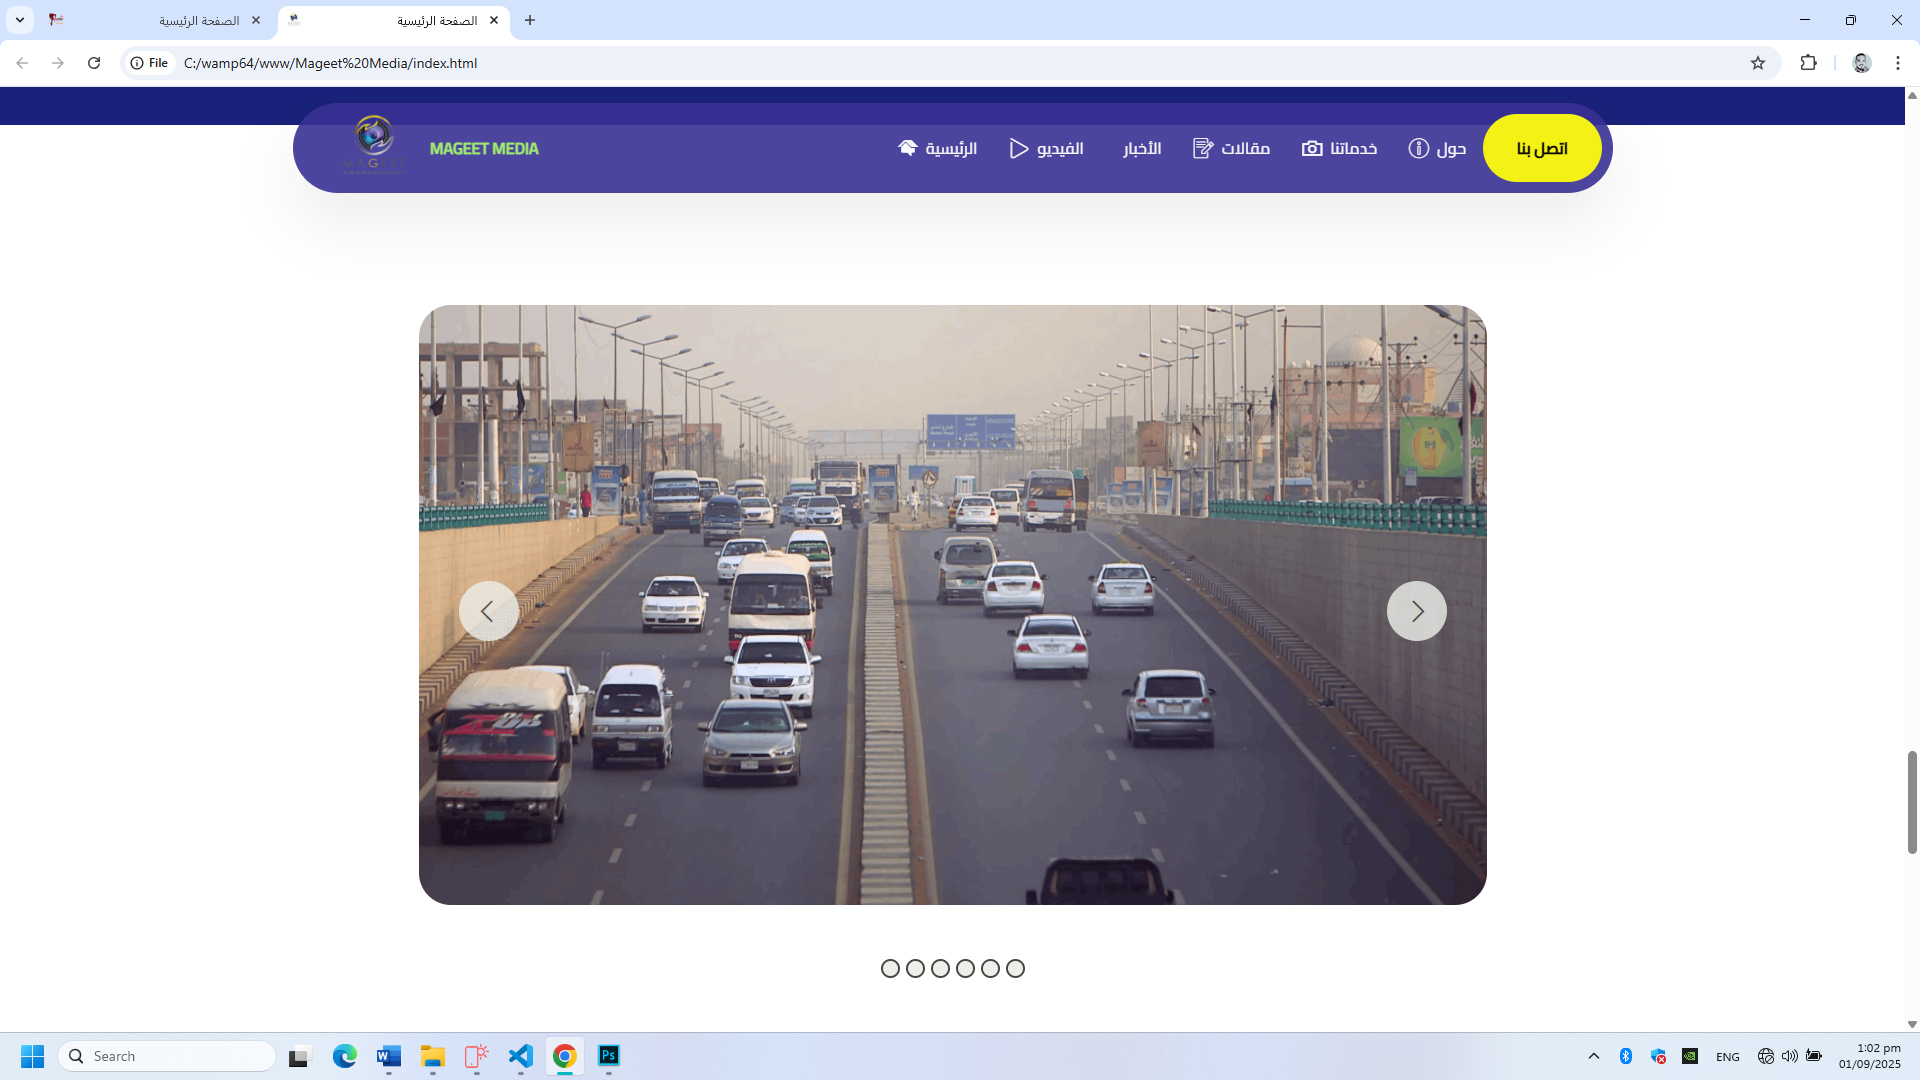 الصفحة الرئيسية
الصفحة الرئيسية
File
C:/wamp64/www/Mageet%20Media/index.html
MAGEET MEDIA
الرئيسية
الفيديو
الأخبار
مقالات
خدماتنا
حول
اتصل بنا
Search
ENG
1:02 pm
01/09/2025